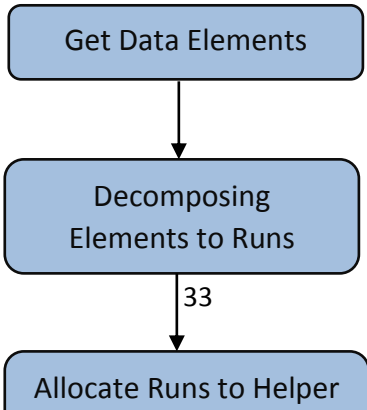 Get Data Elements
Decomposing
Elements to Runs
33
Allocate Runs to Helper